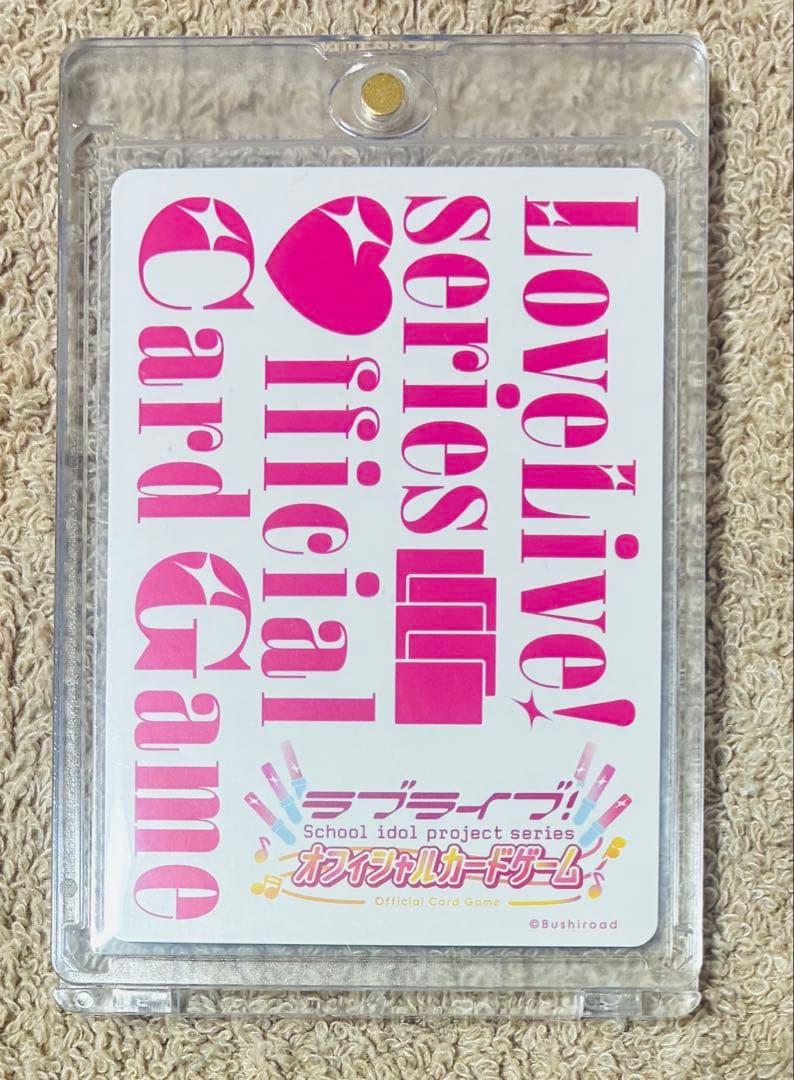 LoveLive!
series
♥fficial
Card Game
ラブライブ!
School idol project series
オフィシャルカードゲーム
Official Card Game
©Bushiroad